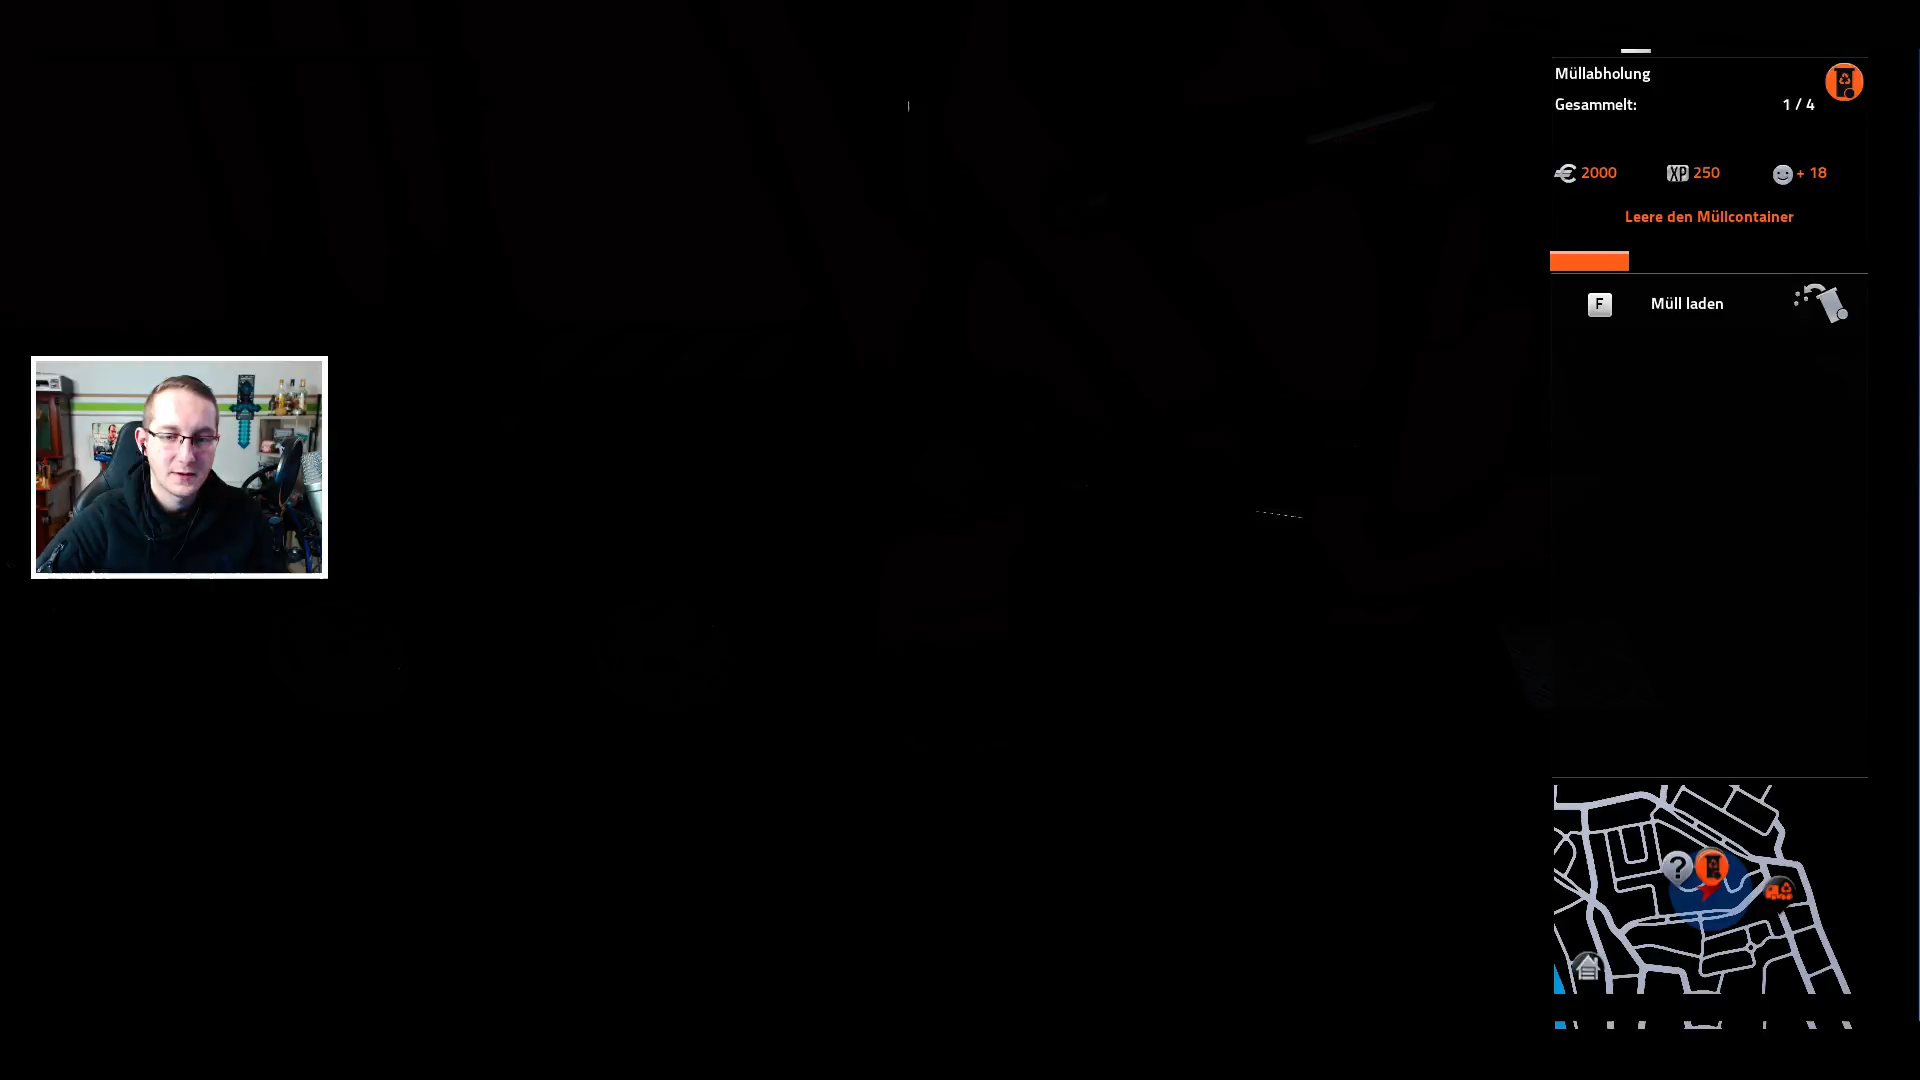 Müllabholung
Gesammelt: 1 / 4
€ 2000 XP 250 + 18
Leere den Müllcontainer
F Müll laden
?